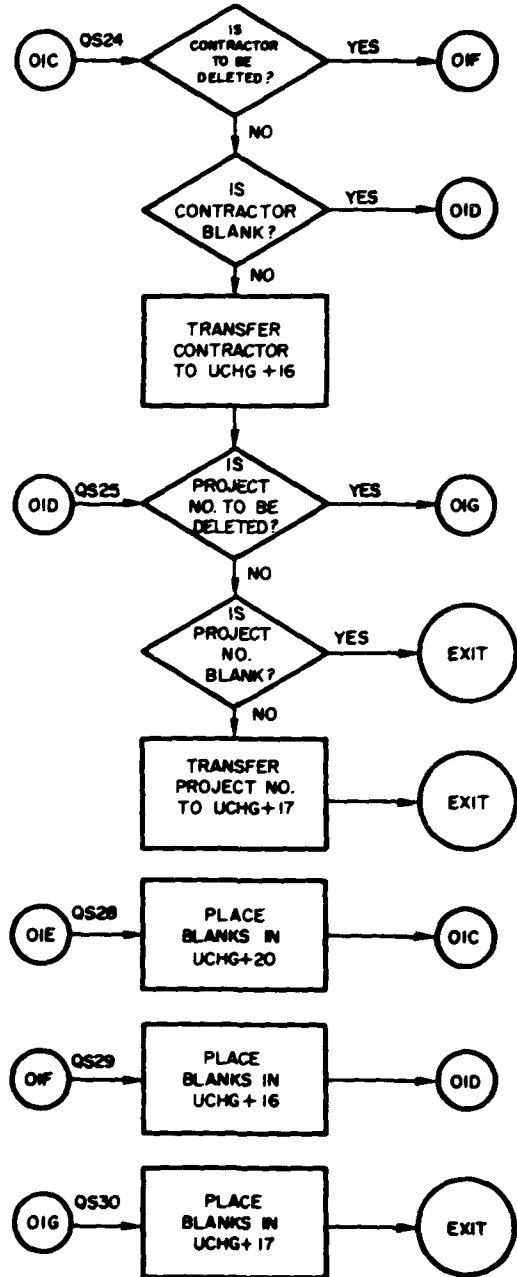 OIC
QS24
IS
CONTRACTOR
TO BE
DELETED?
YES
OIF
NO
IS
CONTRACTOR
BLANK?
YES
OID
NO
TRANSFER
CONTRACTOR
TO UCHG +16
OID
QS25
IS
PROJECT
NO. TO BE
DELETED?
YES
OIG
NO
IS
PROJECT
NO.
BLANK?
YES
EXIT
NO
TRANSFER
PROJECT NO.
TO UCHG+17
EXIT
OIE
QS28
PLACE
BLANKS IN
UCHG+20
OIC
OIF
QS29
PLACE
BLANKS IN
UCHG+16
OID
OIG
QS30
PLACE
BLANKS IN
UCHG+17
EXIT